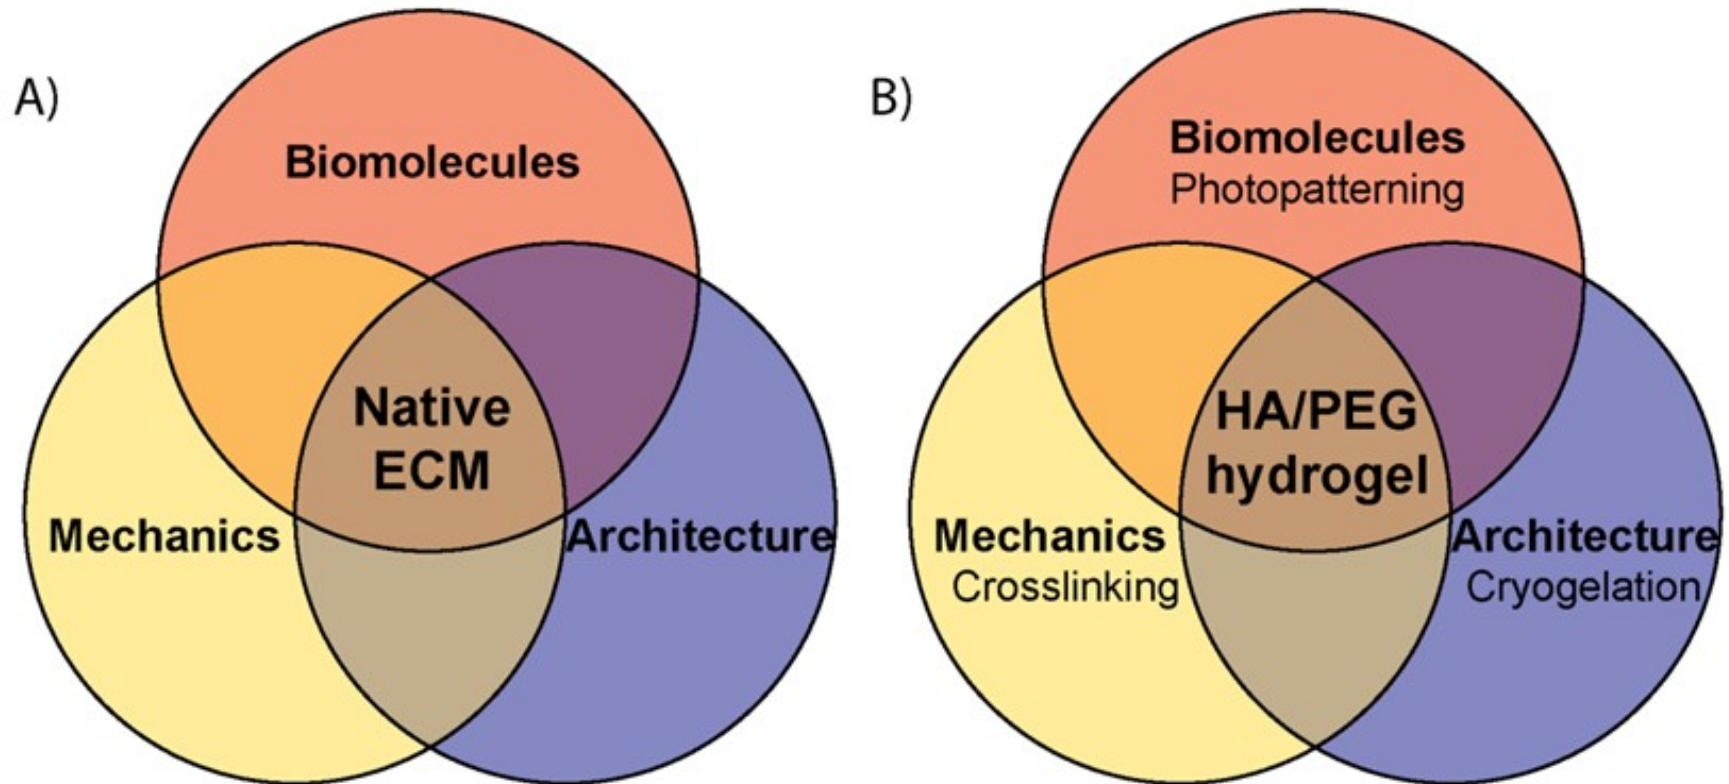 A)
Biomolecules
Native
ECM
Mechanics
Architecture
B)
Biomolecules
Photopatterning
HA/PEG
hydrogel
Mechanics
Crosslinking
Architecture
Cryogelation